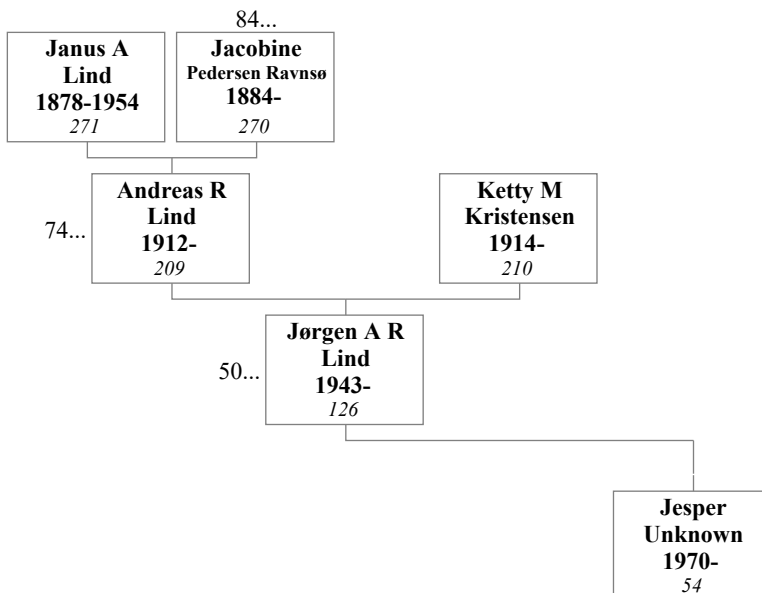 84...
Janus A
Lind
1878-1954
271
Jacobine
Pedersen Ravnsø
1884-
270
74...
Andreas R
Lind
1912-
209
Ketty M
Kristensen
1914-
210
50...
Jørgen A R
Lind
1943-
126
Jesper
Unknown
1970-
54